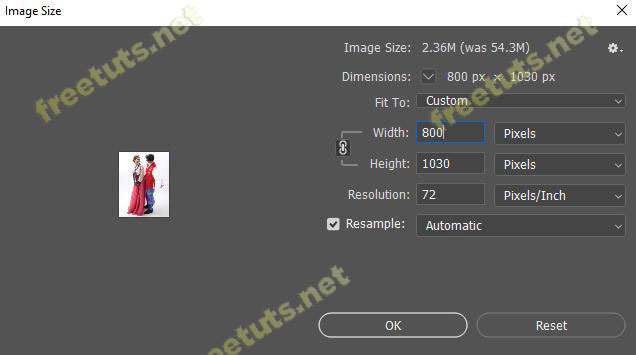 Image Size
Image Size: 2.36M (was 54.3M)
Dimensions: 800 px × 1030 px
Fit To: Custom
Width: 800 Pixels
Height: 1030 Pixels
Resolution: 72 Pixels/Inch
Resample: Automatic
OK Reset
freetuts.net
freetuts.net
freetuts.net
freetuts.net